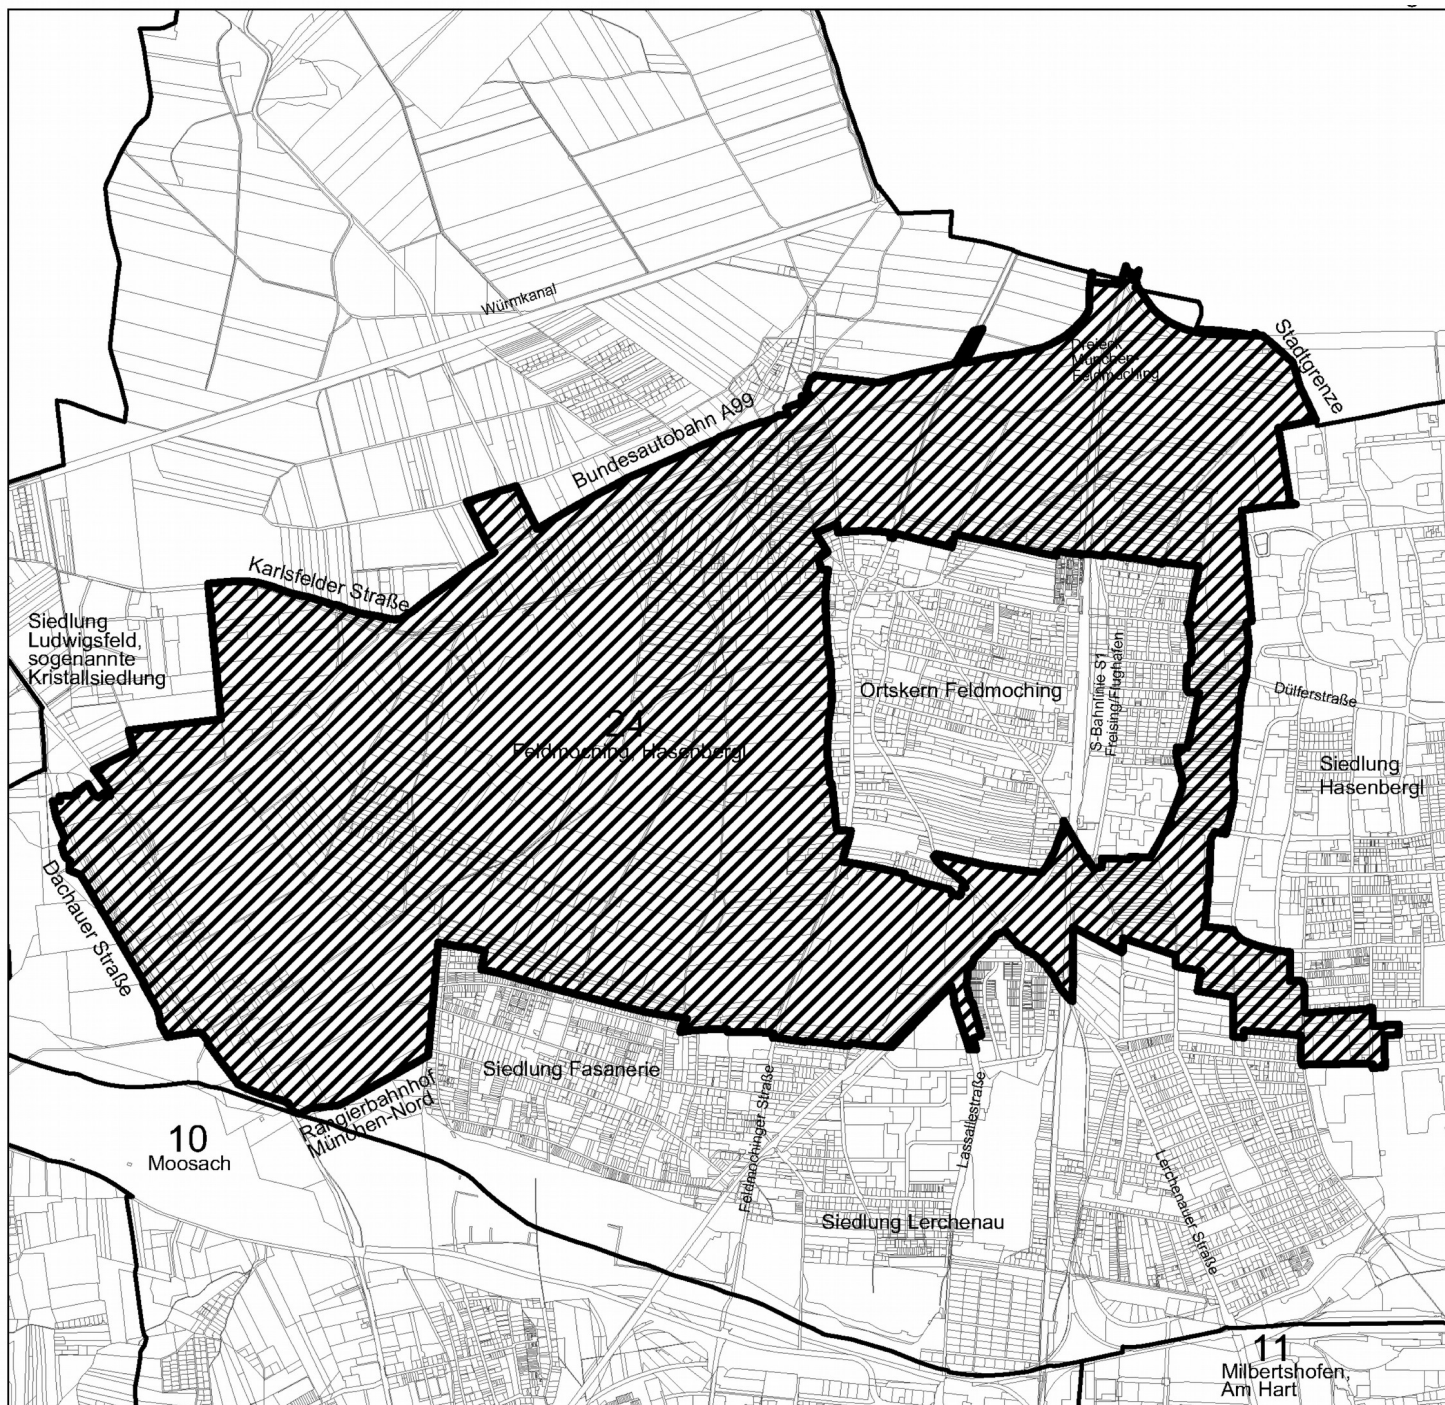 Würmkanal
Dreieck
München-
Feldmoching
Stadtgrenze
Bundesautobahn A99
Karlsfelder Straße
Siedlung
Ludwigsfeld,
sogenannte
Kristallsiedlung
Ortskern Feldmoching
S-Bahnlinie S1
Freising/Flughafen
Dülferstraße
24
Feldmoching, Hasenbergl
Siedlung
Hasenbergl
Dachauer Straße
Siedlung Fasanerie
Rangierbahnhof
München-Nord
Feldmochinger Straße
Lassallestraße
10
Moosach
Lerchenauer Straße
Siedlung Lerchenau
11
Milbertshofen,
Am Hart